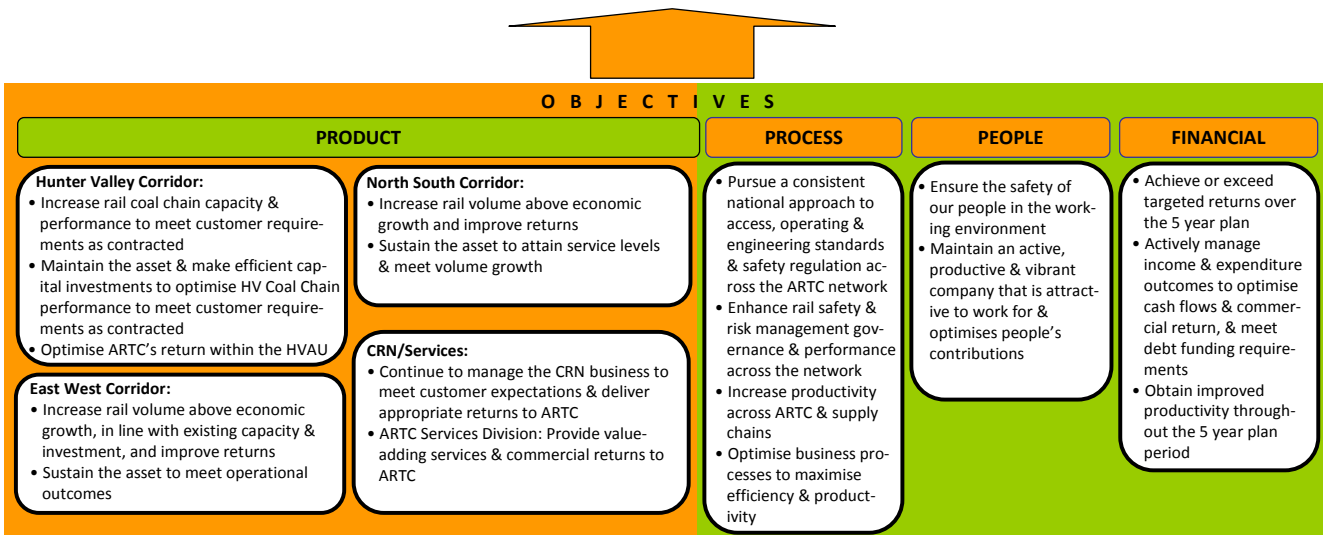 O B J E C T I V E S
PRODUCT
Hunter Valley Corridor:
• Increase rail coal chain capacity &
performance to meet customer require-
ments as contracted
• Maintain the asset & make efficient cap-
ital investments to optimise HV Coal Chain
performance to meet customer require-
ments as contracted
• Optimise ARTC's return within the HVAU
East West Corridor:
• Increase rail volume above economic
growth, in line with existing capacity &
investment, and improve returns
• Sustain the asset to meet operational
outcomes
North South Corridor:
• Increase rail volume above economic
growth and improve returns
• Sustain the asset to attain service levels
& meet volume growth
CRN/Services:
• Continue to manage the CRN business to
meet customer expectations & deliver
appropriate returns to ARTC
• ARTC Services Division: Provide value-
adding services & commercial returns to
ARTC
PROCESS
• Pursue a consistent
national approach to
access, operating &
engineering standards
& safety regulation ac-
ross the ARTC network
• Enhance rail safety &
risk management gov-
ernance & performance
across the network
• Increase productivity
across ARTC & supply
chains
• Optimise business pro-
cesses to maximise
efficiency & product-
ivity
PEOPLE
• Ensure the safety of
our people in the work-
ing environment
• Maintain an active,
productive & vibrant
company that is attract-
ive to work for &
optimises people's
contributions
FINANCIAL
• Achieve or exceed
targeted returns over
the 5 year plan
• Actively manage
income & expenditure
outcomes to optimise
cash flows & commer-
cial return, & meet
debt funding require-
ments
• Obtain improved
productivity through-
out the 5 year plan
period